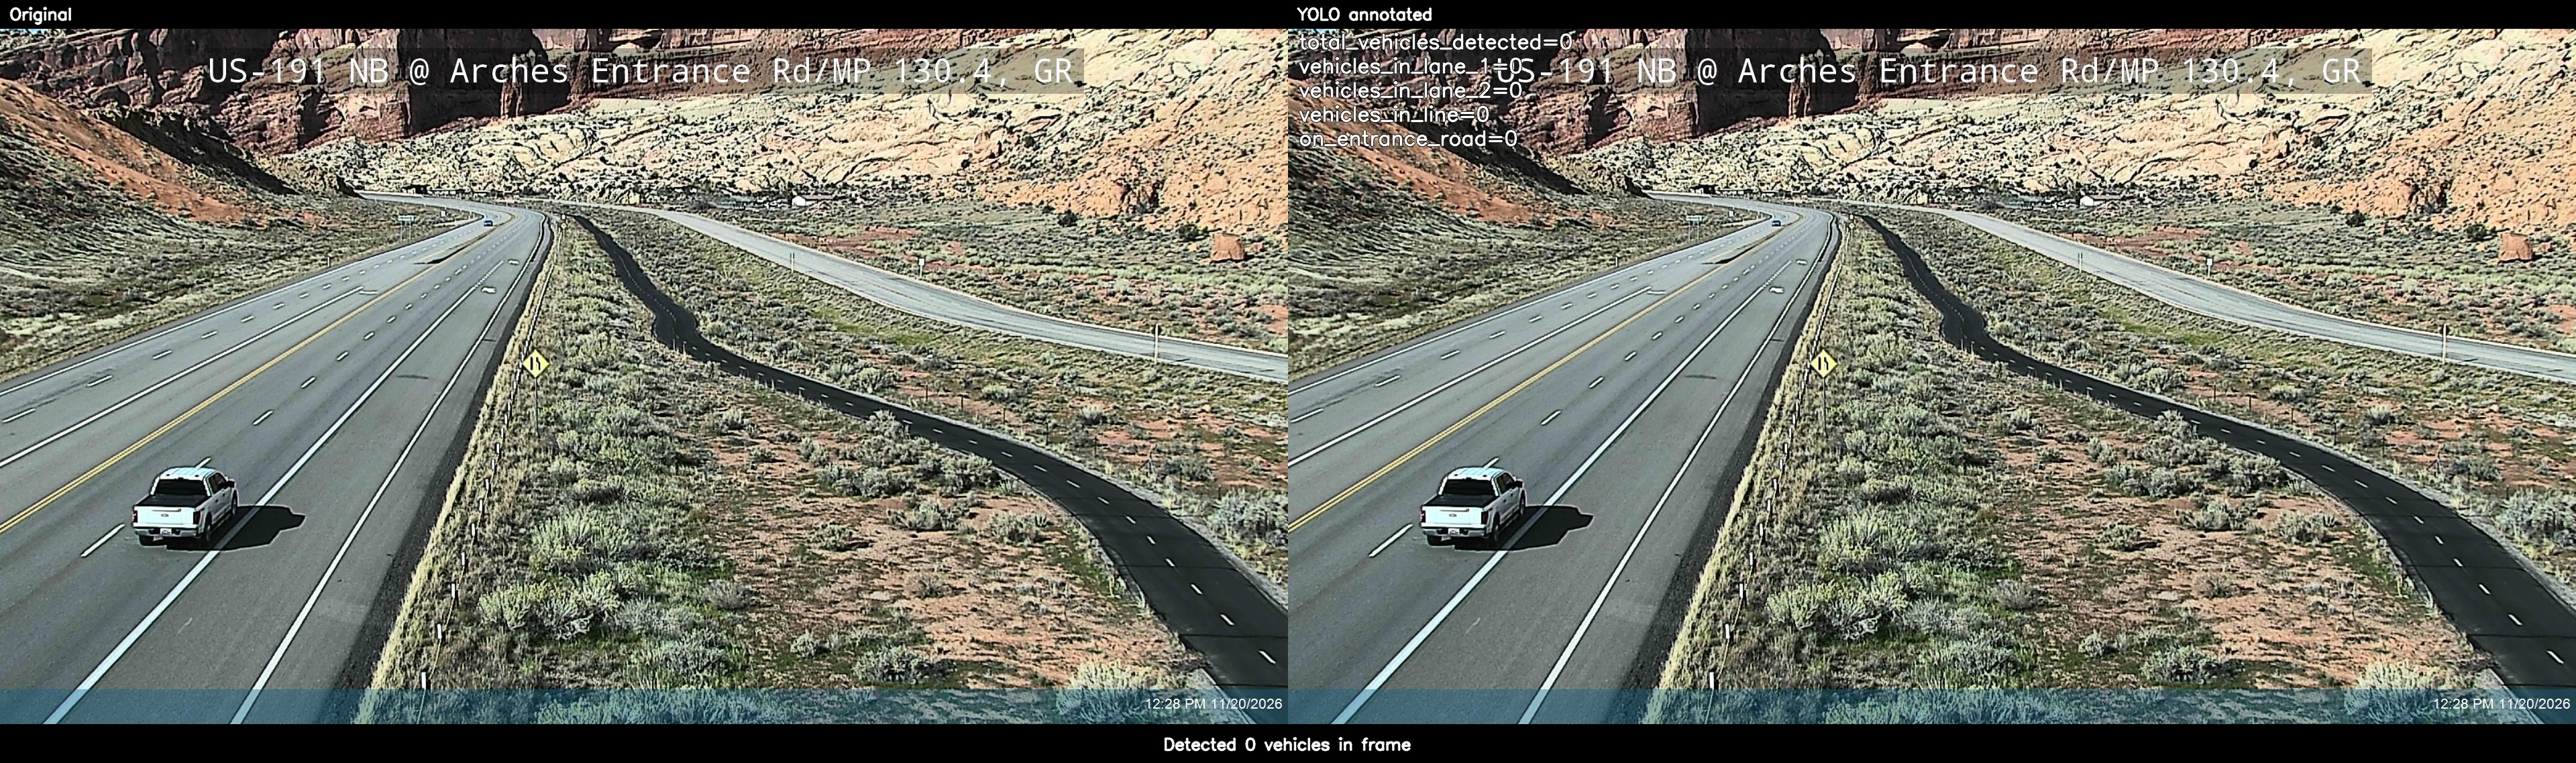 Original
US-191 NB @ Arches Entrance Rd/MP 130.4, GR
12:28 PM 11/20/2026
YOLO annotated
total_vehicles_detected=0
vehicles_in_lane_1=0
US-191 NB @ Arches Entrance Rd/MP 130.4, GR
vehicles_in_lane_2=0
vehicles_in_line=0
on_entrance_road=0
12:28 PM 11/20/2026
Detected 0 vehicles in frame